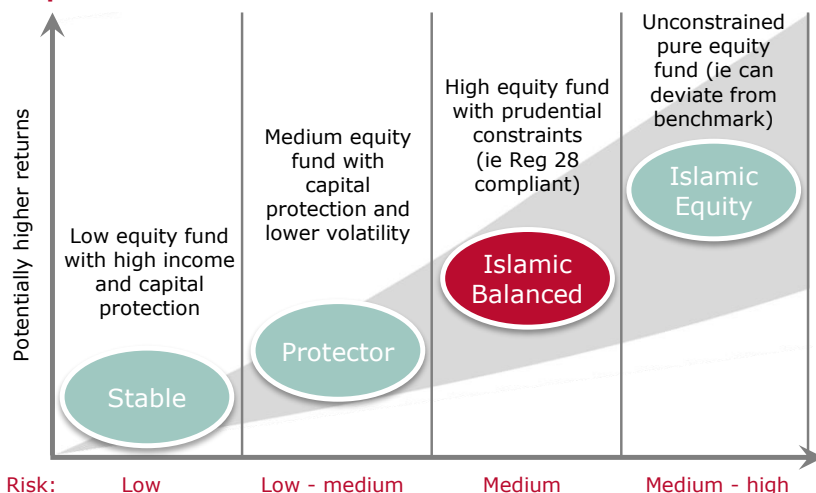 Potentially higher returns
Low equity fund
with high income
and capital
protection
Stable
Medium equity
fund with
capital
protection and
lower volatility
Protector
High equity fund
with prudential
constraints
(ie Reg 28
compliant)
Islamic
Balanced
Unconstrained
pure equity
fund (ie can
deviate from
benchmark)
Islamic
Equity
Risk: Low Low - medium Medium Medium - high